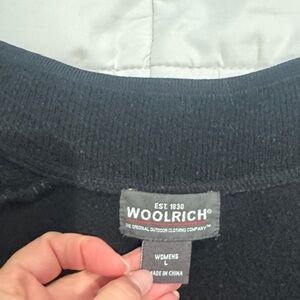 EST. 1830
WOOLRICH®
THE ORIGINAL OUTDOOR CLOTHING COMPANY™
WOMENS
L
MADE IN CHINA